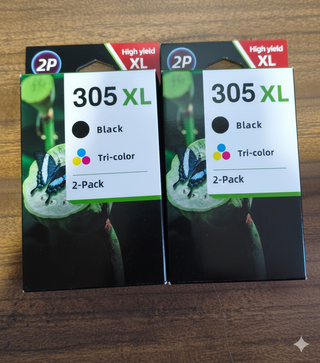 2P
High yield
XL
305 XL
Black
Tri-color
2-Pack
2P
High yield
XL
305 XL
Black
Tri-color
2-Pack